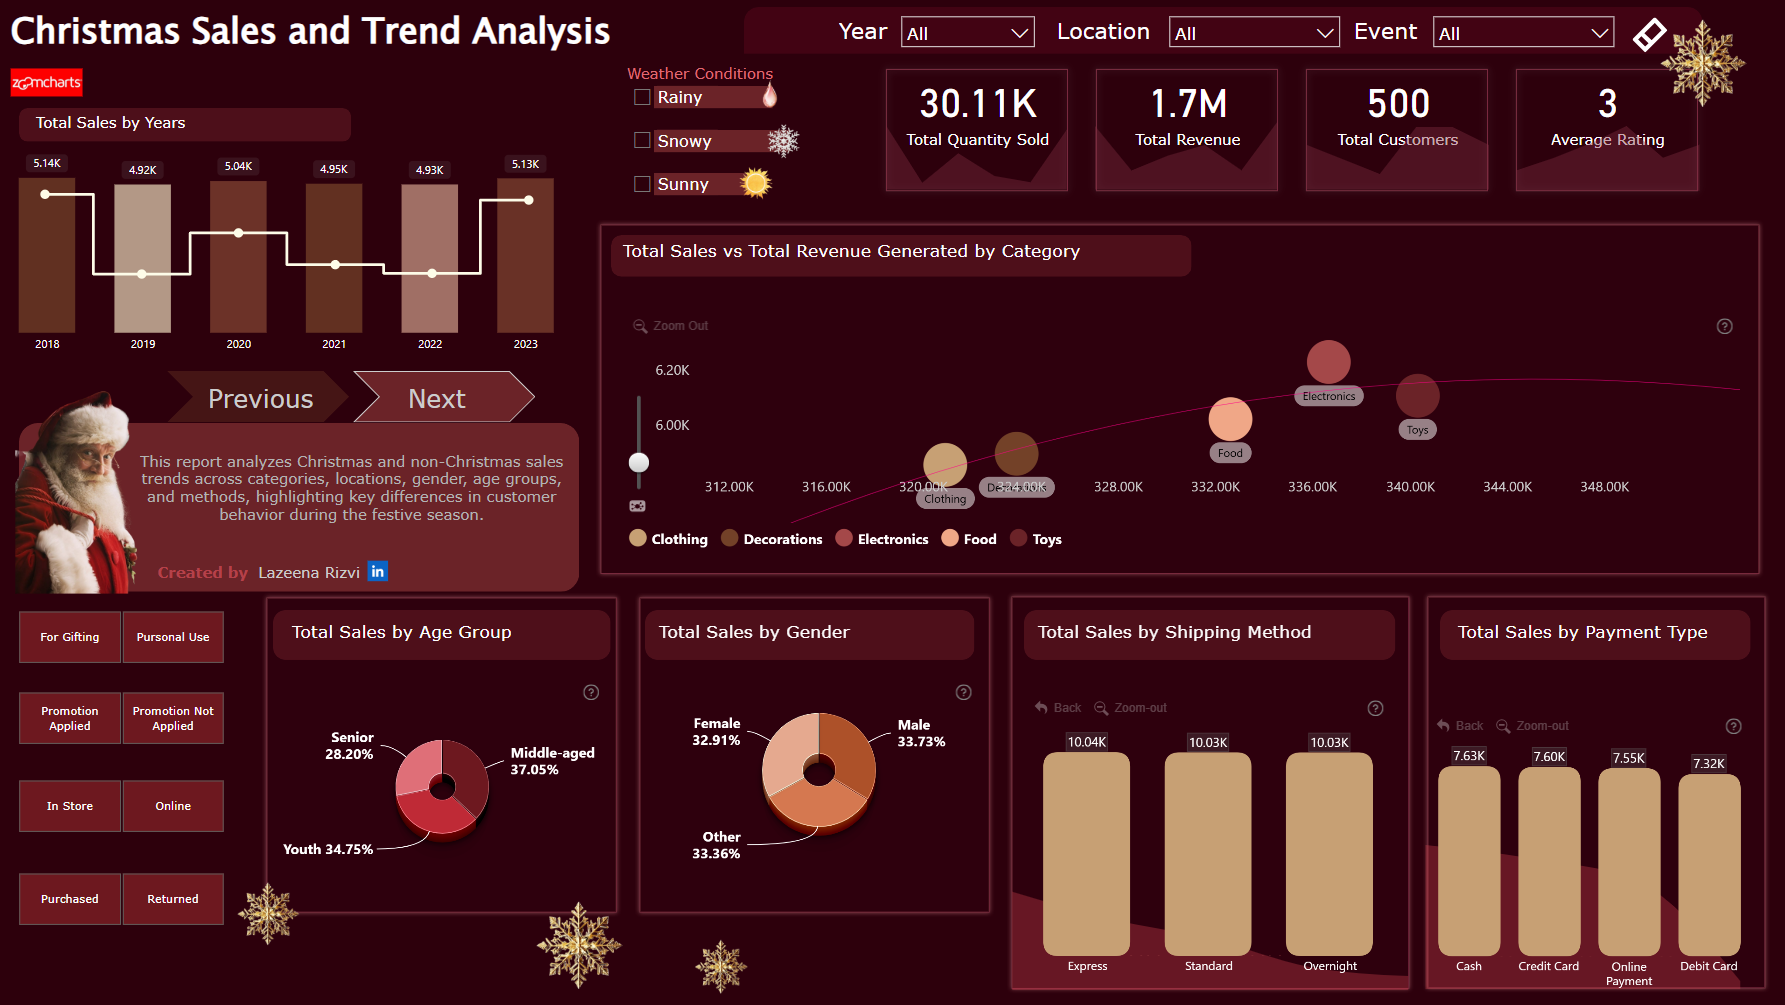 Christmas Sales and Trend Analysis
Year
All
Location
All
Event
All
zoomcharts
Weather Conditions
Rainy
Snowy
Sunny
30.11K
Total Quantity Sold
1.7M
Total Revenue
500
Total Customers
3
Average Rating
Total Sales by Years
5.14K
4.92K
5.04K
4.95K
4.93K
5.13K
2018
2019
2020
2021
2022
2023
Previous
Next
This report analyzes Christmas and non-Christmas sales
trends across categories, locations, gender, age groups,
and methods, highlighting key differences in customer
behavior during the festive season.
Created by Lazeena Rizvi in
Total Sales vs Total Revenue Generated by Category
Zoom Out
?
6.20K
6.00K
Electronics
Toys
Food
Clothing
312.00K
316.00K
320.00K
324.00K
328.00K
332.00K
336.00K
340.00K
344.00K
348.00K
Clothing
Decorations
Electronics
Food
Toys
For Gifting
Pursonal Use
Promotion
Applied
Promotion Not
Applied
In Store
Online
Purchased
Returned
Total Sales by Age Group
?
Senior
28.20%
Middle-aged
37.05%
Youth 34.75%
Total Sales by Gender
?
Female
32.91%
Male
33.73%
Other
33.36%
Total Sales by Shipping Method
Back
Zoom-out
?
10.04K
10.03K
10.03K
Express
Standard
Overnight
Total Sales by Payment Type
Back
Zoom-out
?
7.63K
7.60K
7.55K
7.32K
Cash
Credit Card
Online
Payment
Debit Card